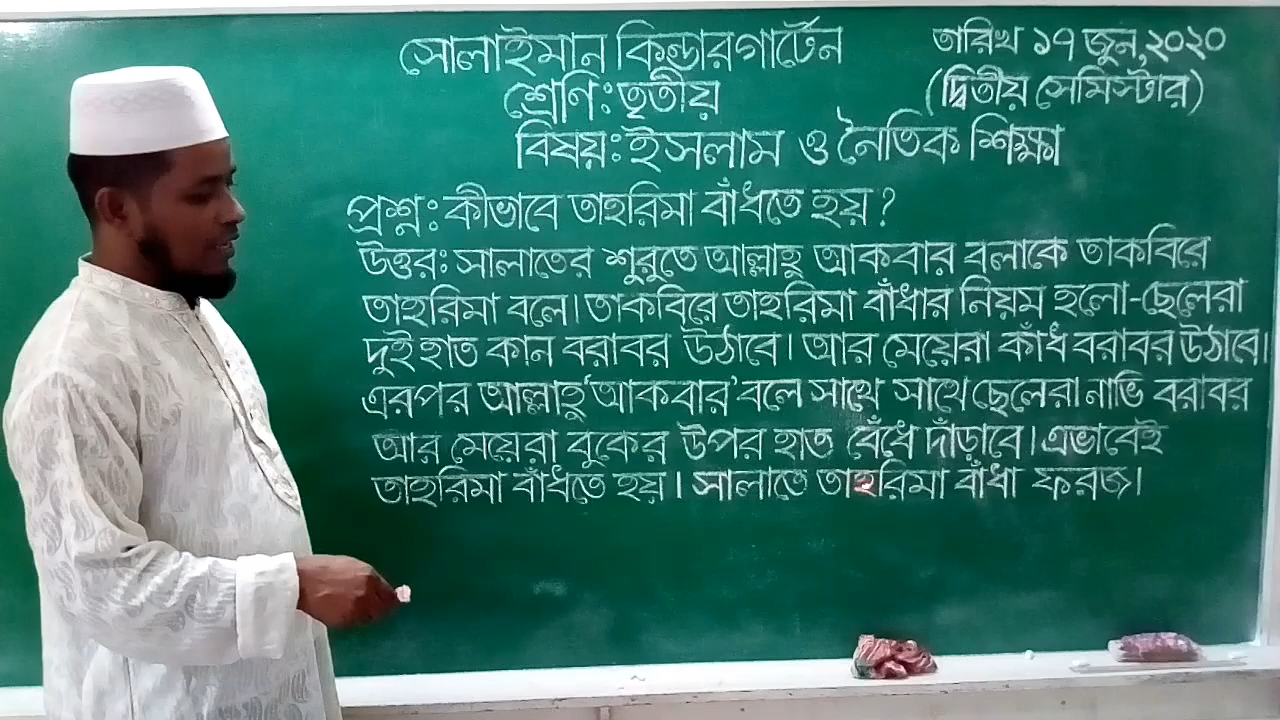 সোলাইমান কিন্ডারগার্টেন
তারিখ ১৭ জুন,২০২০
শ্রেণি: তৃতীয়
(দ্বিতীয় সেমিস্টার)
বিষয়: ইসলাম ও নৈতিক শিক্ষা
প্রশ্ন: কীভাবে তাহরিমা বাঁধতে হয়?
উত্তর: সালাতের শুরুতে আল্লাহু আকবার বলাকে তাকবিরে
তাহরিমা বলে। তাকবিরে তাহরিমা বাঁধার নিয়ম হলো-ছেলেরা
দুই হাত কান বরাবর উঠাবে। আর মেয়েরা কাঁধ বরাবর উঠাবে।
এরপর আল্লাহু‘আকবার’বলে সাথে সাথে ছেলেরা নাভি বরাবর
আর মেয়েরা বুকের উপর হাত বেঁধে দাঁড়াবে। এভাবেই
তাহরিমা বাঁধতে হয়। সালাতে তাহরিমা বাঁধা ফরজ।